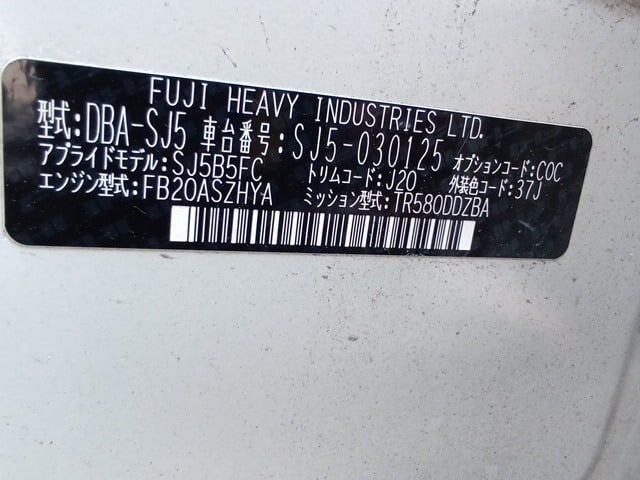 FUJI HEAVY INDUSTRIES LTD.
型式:DBA-SJ5 車台番号:SJ5-030125 オプションコード:C0C
アプライドモデル:SJ5B5FC トリムコード:J20 外装色コード:37J
エンジン型式:FB20ASZHYA ミッション型式:TR580DDZBA